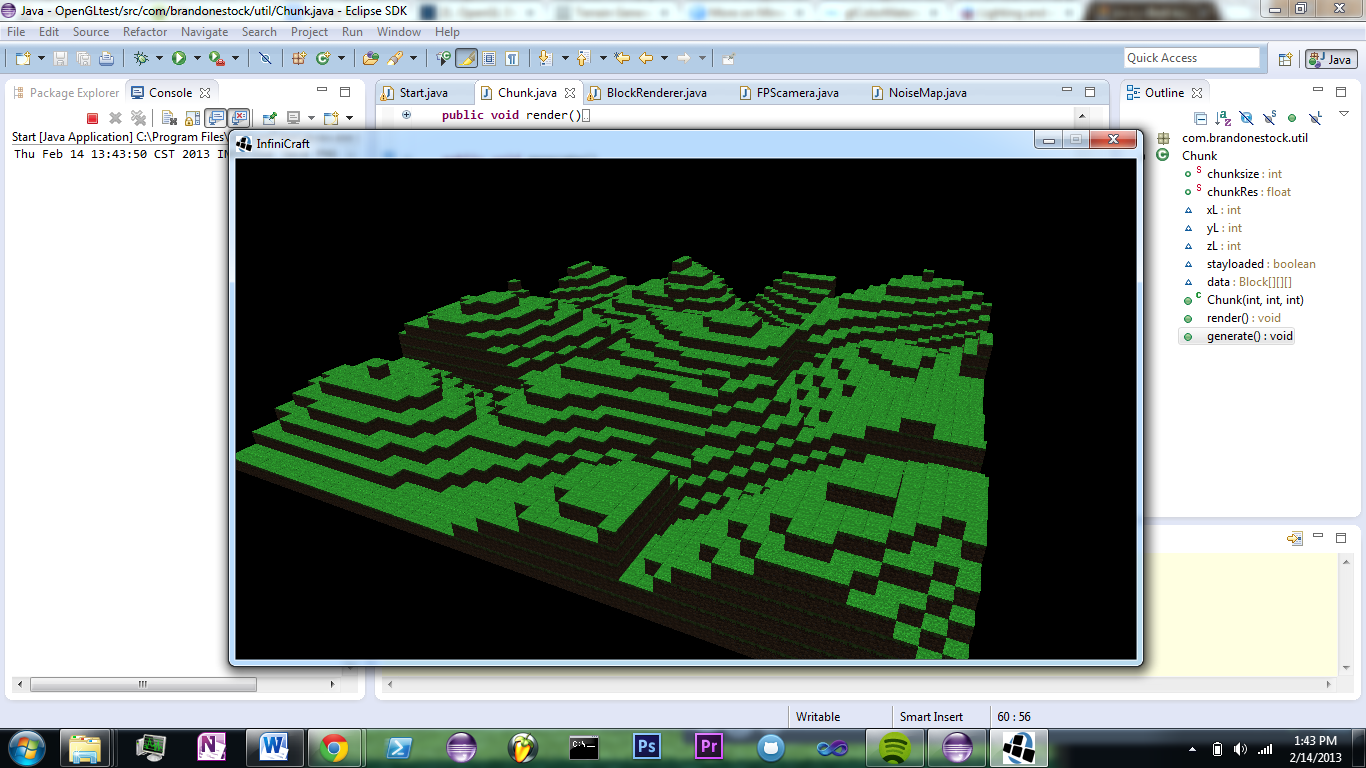 Java - OpenGLtest/src/com/brandonestock/util/Chunk.java - Eclipse SDK
File Edit Source Refactor Navigate Search Project Run Window Help
Quick Access
Java
Package Explorer Console
Start.java Chunk.java BlockRenderer.java FPScamera.java NoiseMap.java
Outline
public void render()
Start [Java Application] C:\Program Files\
Thu Feb 14 13:43:50 CST 2013
InfiniCraft
com.brandonestock.util
Chunk
chunksize : int
chunkRes : float
xL : int
yL : int
zL : int
stayloaded : boolean
data : Block[][][]
Chunk(int, int, int)
render() : void
generate() : void
Writable Smart Insert 60 : 56
N W Ps Pr
C:\
1:43 PM
2/14/2013